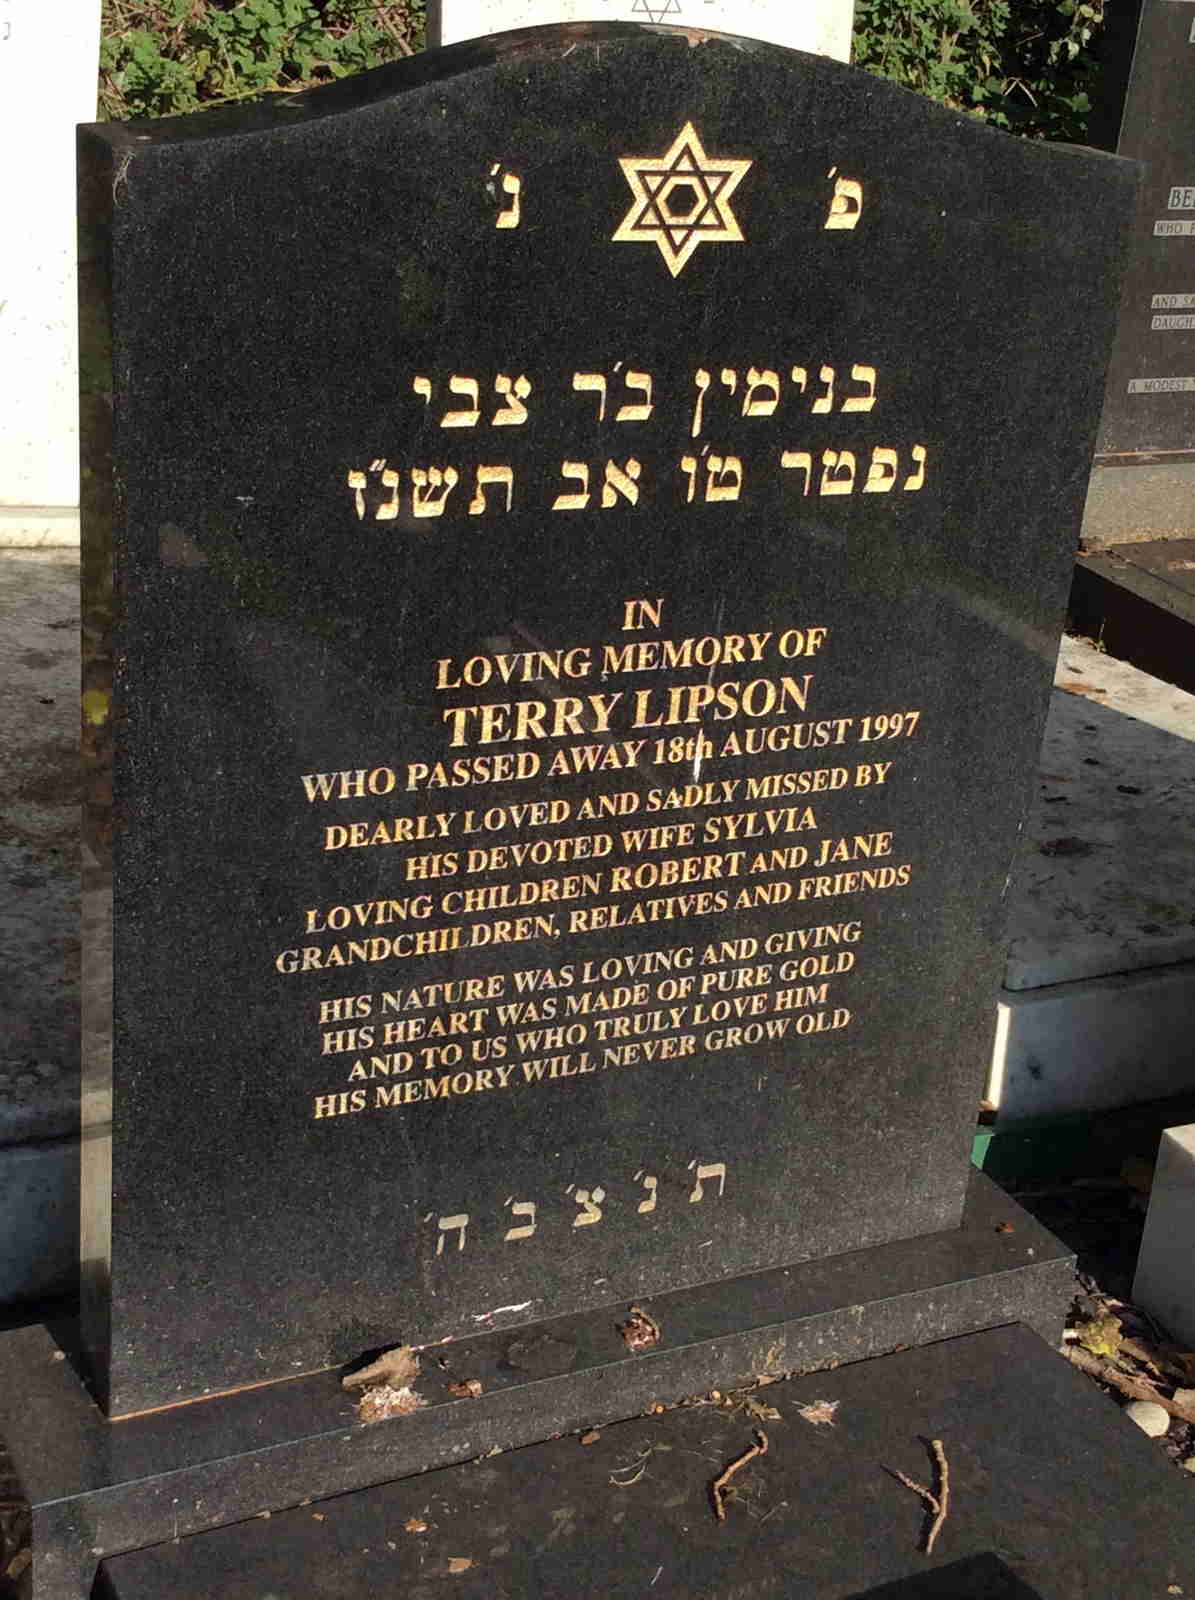 פ' נ'
בנימין ב'ר צבי
נפטר ט'ו אב תשנ"ז
IN
LOVING MEMORY OF
TERRY LIPSON
WHO PASSED AWAY 18th AUGUST 1997
DEARLY LOVED AND SADLY MISSED BY
HIS DEVOTED WIFE SYLVIA
LOVING CHILDREN ROBERT AND JANE
GRANDCHILDREN, RELATIVES AND FRIENDS
HIS NATURE WAS LOVING AND GIVING
HIS HEART WAS MADE OF PURE GOLD
AND TO US WHO TRULY LOVE HIM
HIS MEMORY WILL NEVER GROW OLD
ת' נ' צ' ב' ה'
WHO
A MODEST